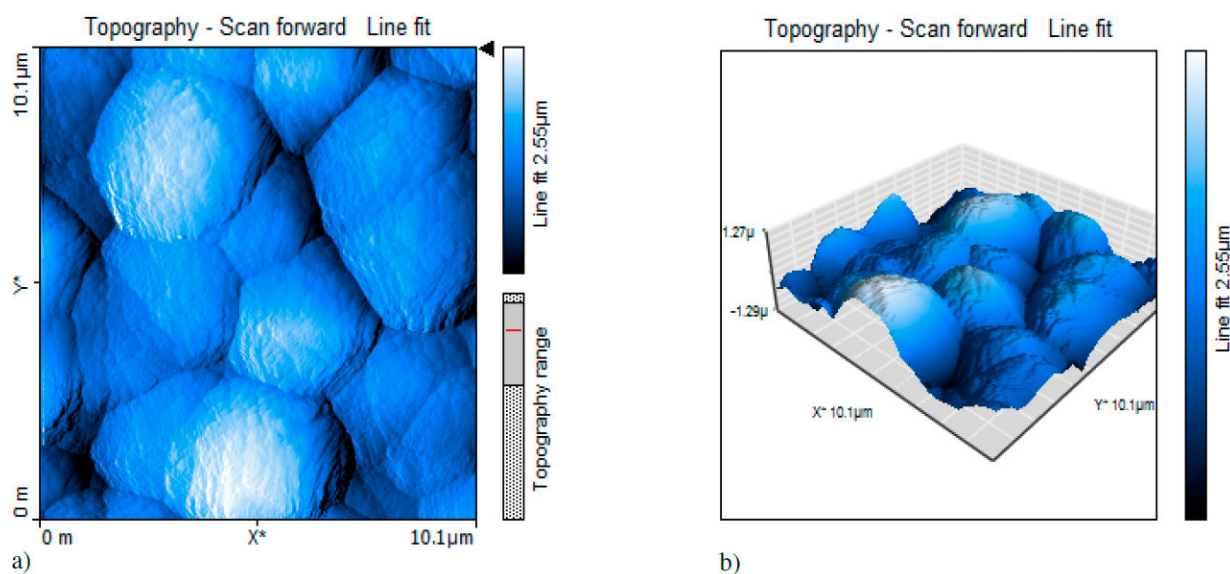 Topography - Scan forward Line fit
10.1µm
Y*
0 m
0 m
X*
10.1µm
Line fit 2.55µm
Topography range
a)
Topography - Scan forward Line fit
1.27µ
-1.29µ
X* 10.1µm
Y* 10.1µm
Line fit 2.55µm
b)